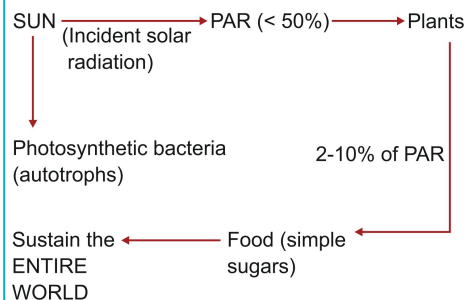 SUN (Incident solar radiation) PAR (< 50%) Plants
Photosynthetic bacteria
(autotrophs)
2-10% of PAR
Food (simple
sugars)
Sustain the
ENTIRE
WORLD